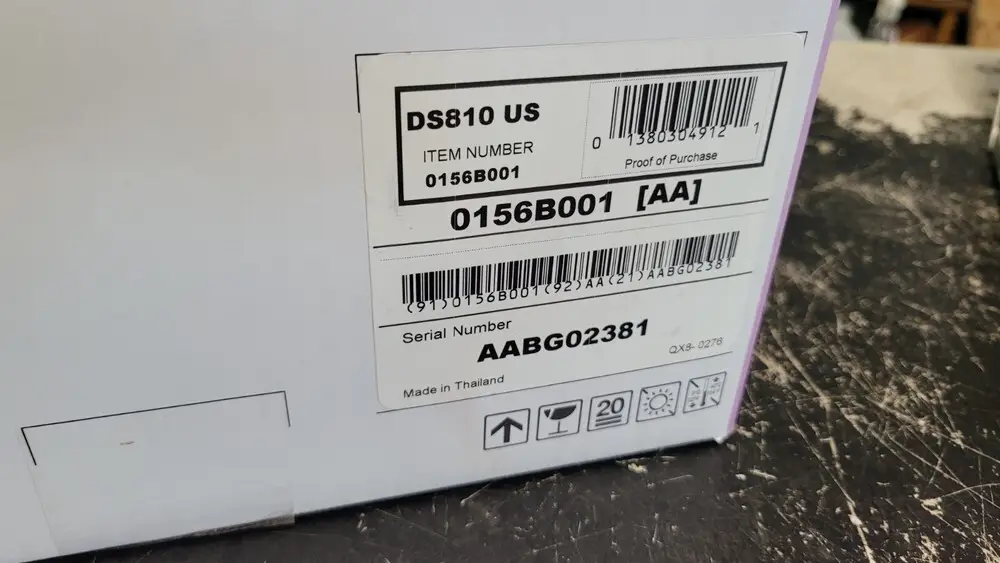 DS810 US
ITEM NUMBER
0156B001
0 1380304912 1
Proof of Purchase
0156B001 [AA]
(91)0156B001(92)AA(21)AABG02381
Serial Number
AABG02381
QX8- 0276
Made in Thailand
20